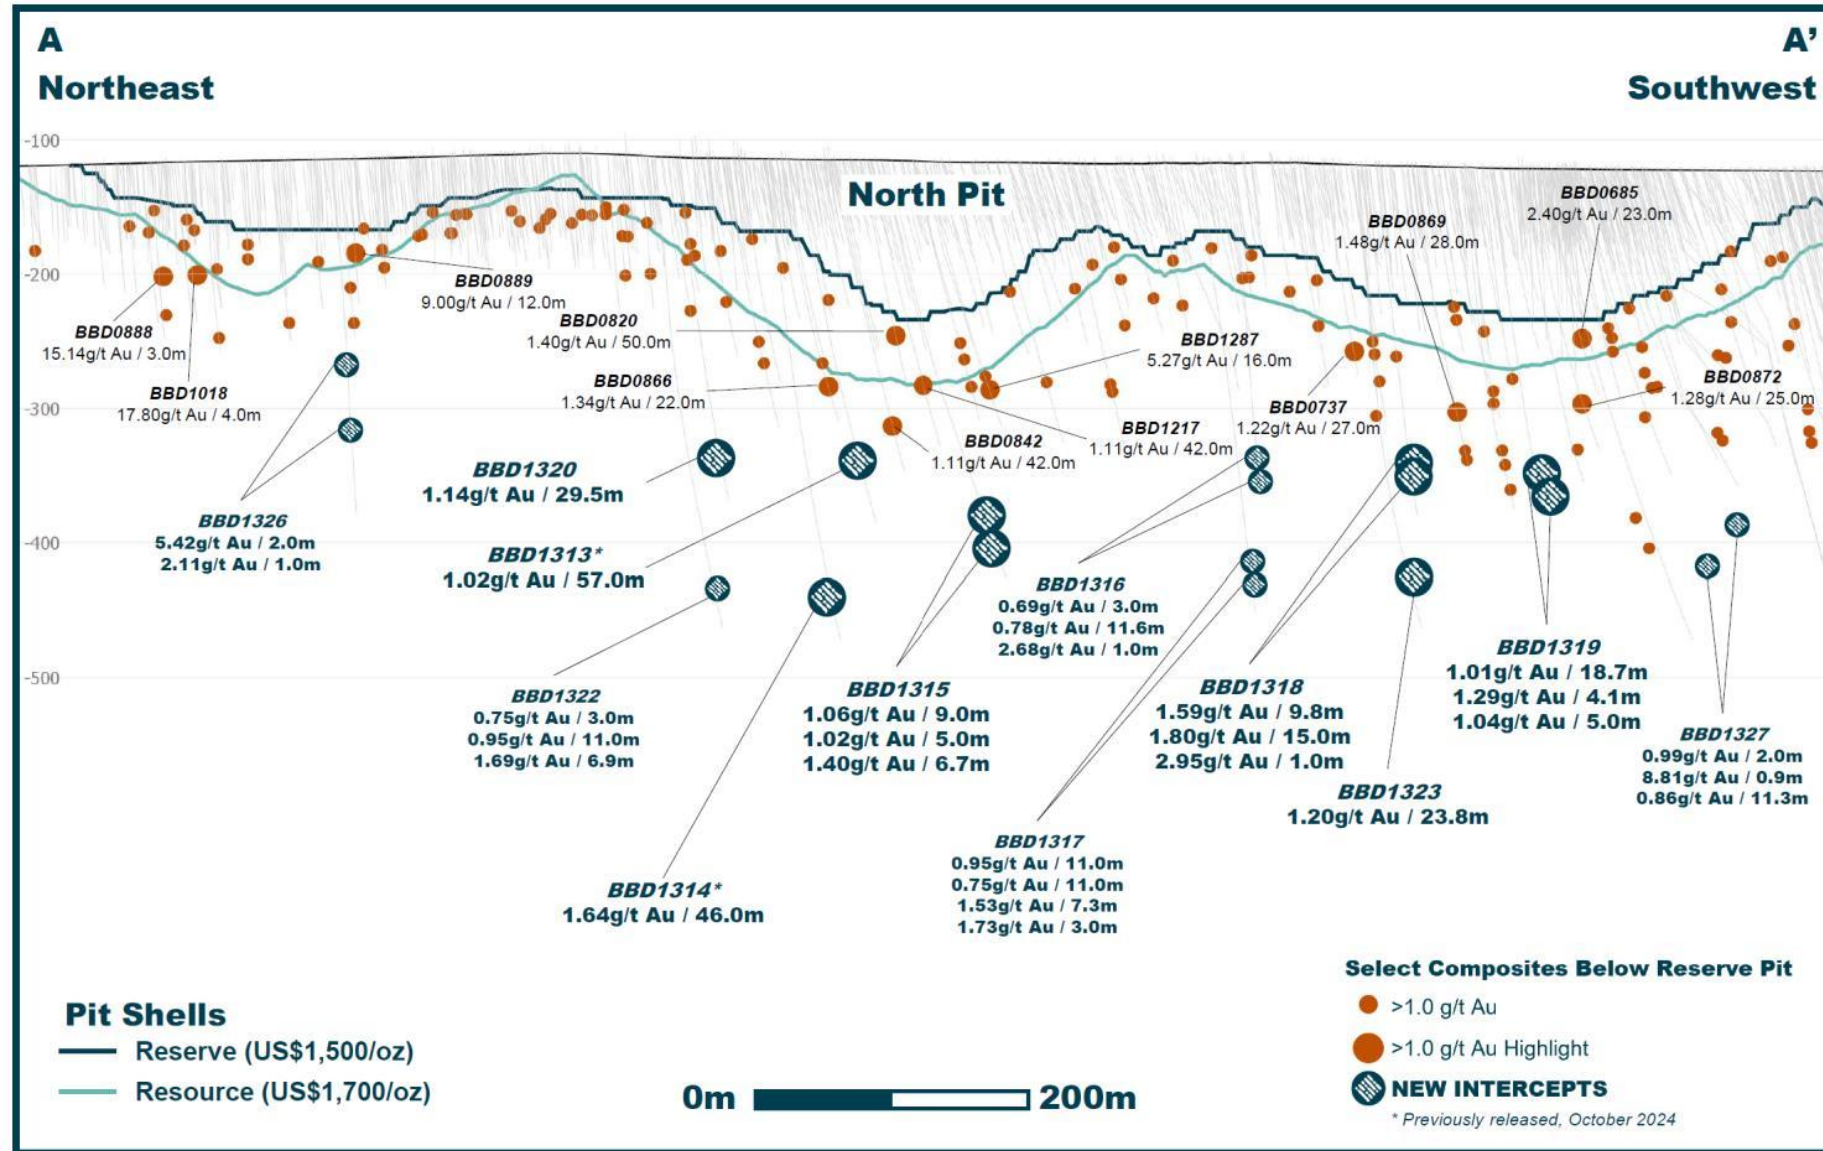 A
Northeast
A’
Southwest
-100
-200
-300
-400
-500
North Pit
BBD0685
2.40g/t Au / 23.0m
BBD0869
1.48g/t Au / 28.0m
BBD0889
9.00g/t Au / 12.0m
BBD0888
15.14g/t Au / 3.0m
BBD0820
1.40g/t Au / 50.0m
BBD1287
5.27g/t Au / 16.0m
BBD1018
17.80g/t Au / 4.0m
BBD0866
1.34g/t Au / 22.0m
BBD0737
1.22g/t Au / 27.0m
BBD0872
1.28g/t Au / 25.0m
BBD1217
1.11g/t Au / 42.0m
BBD0842
1.11g/t Au / 42.0m
BBD1320
1.14g/t Au / 29.5m
BBD1326
5.42g/t Au / 2.0m
2.11g/t Au / 1.0m
BBD1313*
1.02g/t Au / 57.0m
BBD1316
0.69g/t Au / 3.0m
0.78g/t Au / 11.6m
2.68g/t Au / 1.0m
BBD1322
0.75g/t Au / 3.0m
0.95g/t Au / 11.0m
1.69g/t Au / 6.9m
BBD1315
1.06g/t Au / 9.0m
1.02g/t Au / 5.0m
1.40g/t Au / 6.7m
BBD1318
1.59g/t Au / 9.8m
1.80g/t Au / 15.0m
2.95g/t Au / 1.0m
BBD1319
1.01g/t Au / 18.7m
1.29g/t Au / 4.1m
1.04g/t Au / 5.0m
BBD1327
0.99g/t Au / 2.0m
8.81g/t Au / 0.9m
0.86g/t Au / 11.3m
BBD1323
1.20g/t Au / 23.8m
BBD1317
0.95g/t Au / 11.0m
0.75g/t Au / 11.0m
1.53g/t Au / 7.3m
1.73g/t Au / 3.0m
BBD1314*
1.64g/t Au / 46.0m
Pit Shells
Reserve (US$1,500/oz)
Resource (US$1,700/oz)
0m
200m
Select Composites Below Reserve Pit
>1.0 g/t Au
>1.0 g/t Au Highlight
NEW INTERCEPTS
* Previously released, October 2024